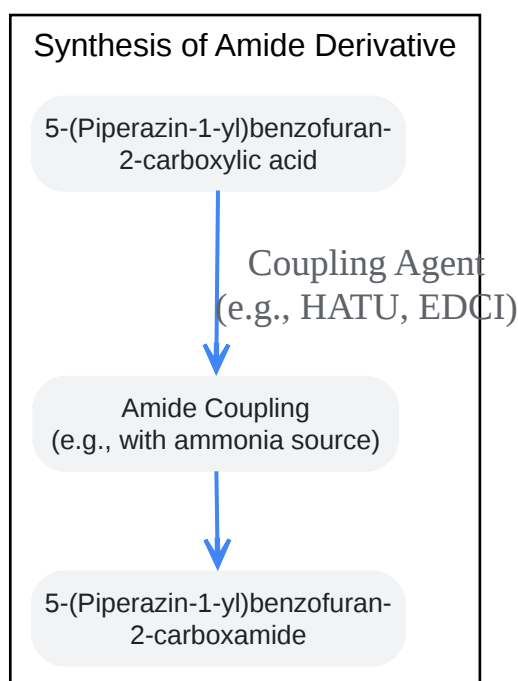 Synthesis of Amide Derivative
5-(Piperazin-1-yl)benzofuran-
2-carboxylic acid
Coupling Agent
(e.g., HATU, EDCI)
Amide Coupling
(e.g., with ammonia source)
5-(Piperazin-1-yl)benzofuran-
2-carboxamide